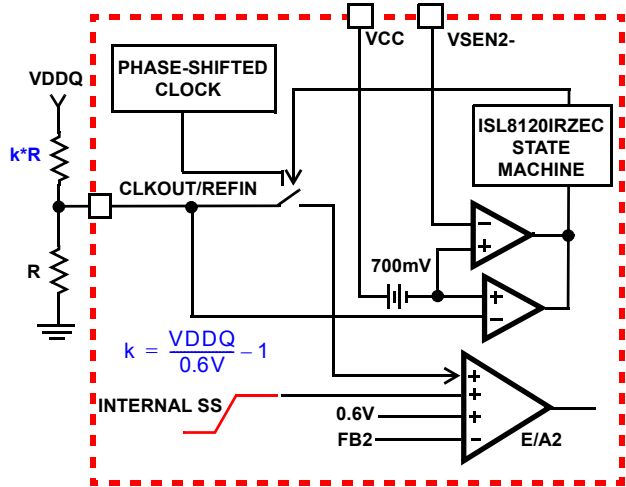 VCC
VSEN2-
PHASE-SHIFTED
CLOCK
VDDQ
ISL8120IRZEC
STATE
MACHINE
k*R
CLKOUT/REFIN
−
+
R
700mV
+
−
k = VDDQ/0.6V – 1
+
INTERNAL SS
+
0.6V
+
FB2
−
E/A2